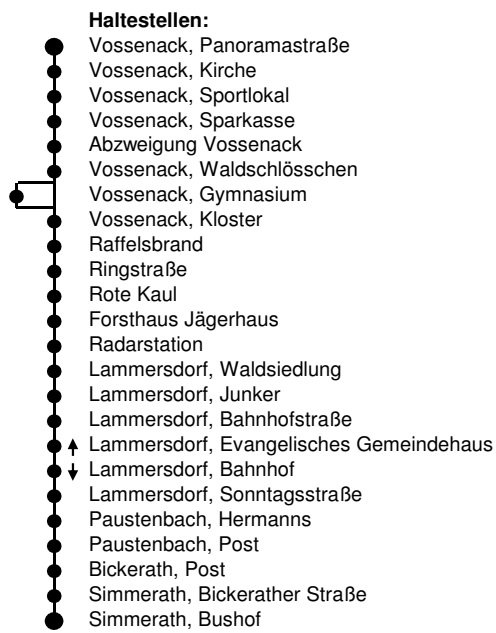 Haltestellen:
Vossenack, Panoramastraße
Vossenack, Kirche
Vossenack, Sportlokal
Vossenack, Sparkasse
Abzweigung Vossenack
Vossenack, Waldschlösschen
Vossenack, Gymnasium
Vossenack, Kloster
Raffelsbrand
Ringstraße
Rote Kaul
Forsthaus Jägerhaus
Radarstation
Lammersdorf, Waldsiedlung
Lammersdorf, Junker
Lammersdorf, Bahnhofstraße
Lammersdorf, Evangelisches Gemeindehaus
Lammersdorf, Bahnhof
Lammersdorf, Sonntagsstraße
Paustenbach, Hermanns
Paustenbach, Post
Bickerath, Post
Simmerath, Bickerather Straße
Simmerath, Bushof